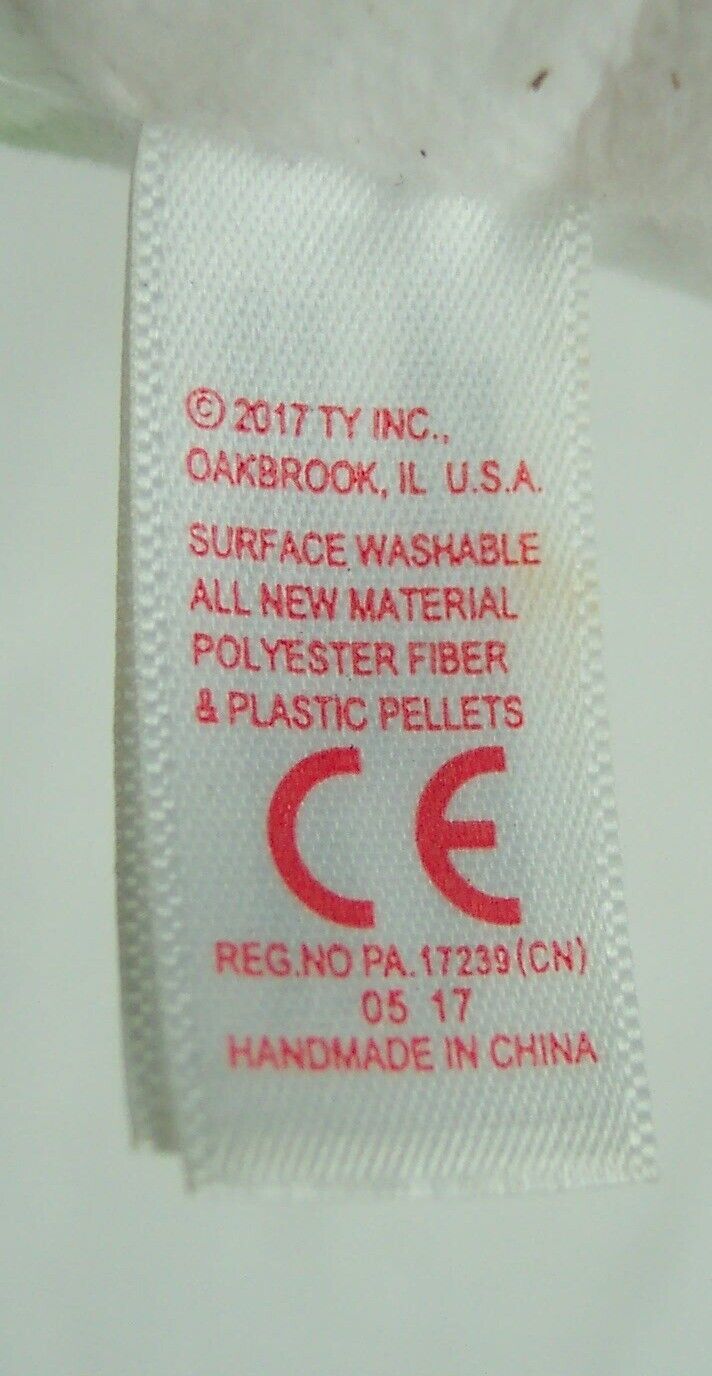 © 2017 TY INC.,
OAKBROOK, IL U.S.A.
SURFACE WASHABLE
ALL NEW MATERIAL
POLYESTER FIBER
& PLASTIC PELLETS
CE
REG.NO PA.17239(CN)
05 17
HANDMADE IN CHINA